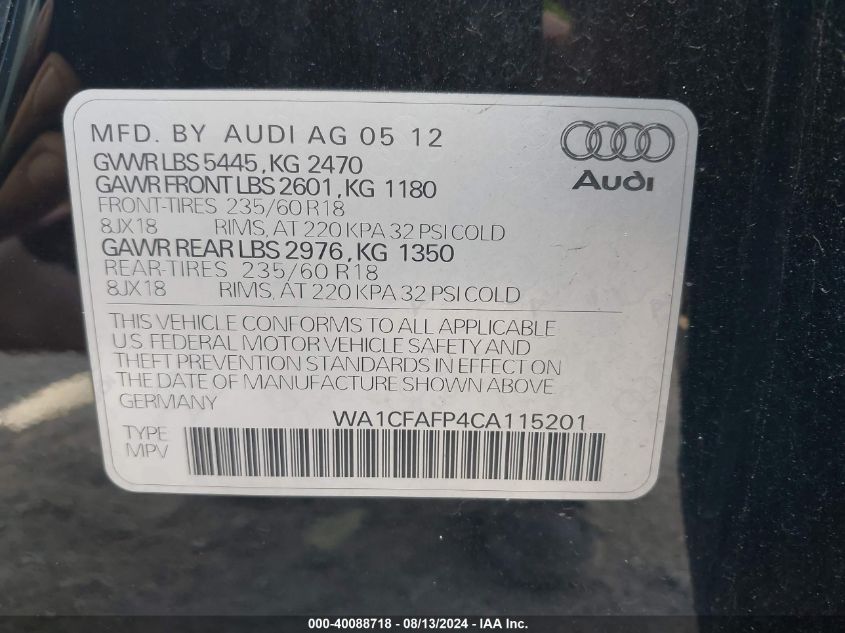 MFD. BY AUDI AG 05 12
GVWR LBS 5445, KG 2470
GAWR FRONT LBS 2601, KG 1180
FRONT-TIRES 235/60 R18
8JX18 RIMS, AT 220 KPA 32 PSI COLD
GAWR REAR LBS 2976, KG 1350
REAR-TIRES 235/60 R18
8JX18 RIMS, AT 220 KPA 32 PSI COLD
Audi
THIS VEHICLE CONFORMS TO ALL APPLICABLE
US FEDERAL MOTOR VEHICLE SAFETY AND
THEFT PREVENTION STANDARDS IN EFFECT ON
THE DATE OF MANUFACTURE SHOWN ABOVE
GERMANY
WA1CFAFP4CA115201
TYPE
MPV
000-40088718 - 08/13/2024 - IAA Inc.